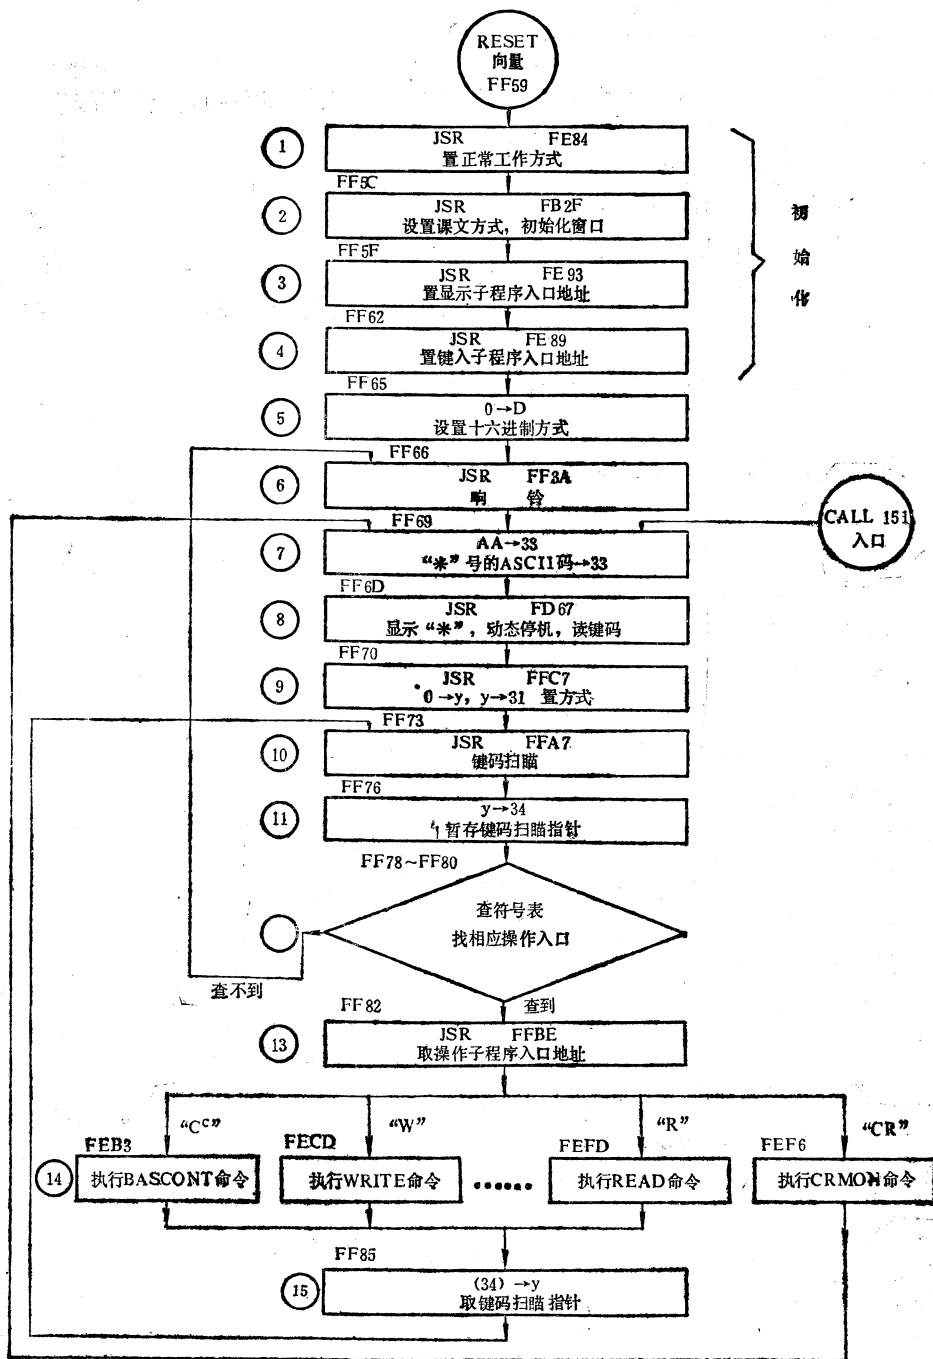 RESET
向量
FF59
1
JSR FE84
置正常工作方式
FF5C
2
JSR FB2F
设置课文方式，初始化窗口
FF5F
3
JSR FE93
置显示子程序入口地址
FF62
4
JSR FE89
置键入子程序入口地址
初
始
化
FF65
5
0→D
设置十六进制方式
FF66
6
JSR FF3A
响 铃
FF69
7
AA→33
“*”号的ASCII码→33
CALL 151
入口
FF6D
8
JSR FD67
显示“*”，动态停机，读键码
FF70
9
JSR FFC7
0→y，y→31 置方式
FF73
10
JSR FFA7
键码扫瞄
FF76
11
y→34
暂存键码扫瞄指针
FF78～FF80
查符号表
找相应操作入口
查不到
查到
FF82
13
JSR FFBE
取操作子程序入口地址
“Cᶜ”
“W”
“R”
“CR”
FEB3
FECD
FEFD
FEF6
14
执行BASCONT命令
执行WRITE命令
......
执行READ命令
执行CRMON命令
FF85
15
(34)→y
取键码扫瞄指针